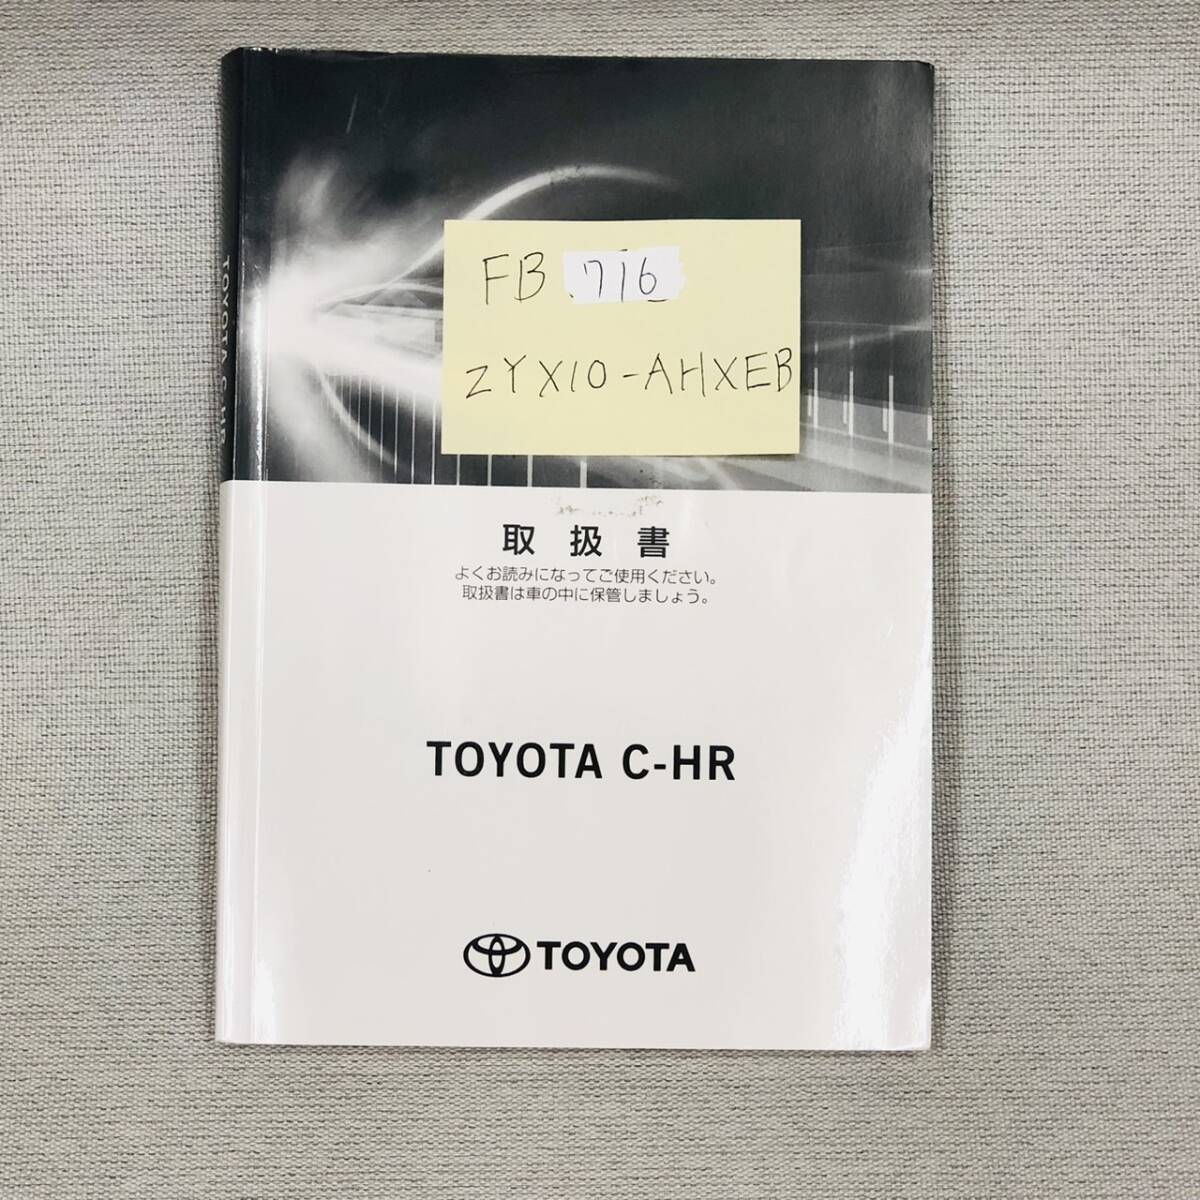 FB 716
ZYX10-AHXEB
取扱書
よくお読みになってご使用ください。
取扱書は車の中に保管しましょう。
TOYOTA C-HR
TOYOTA
TOYOTA C-HR